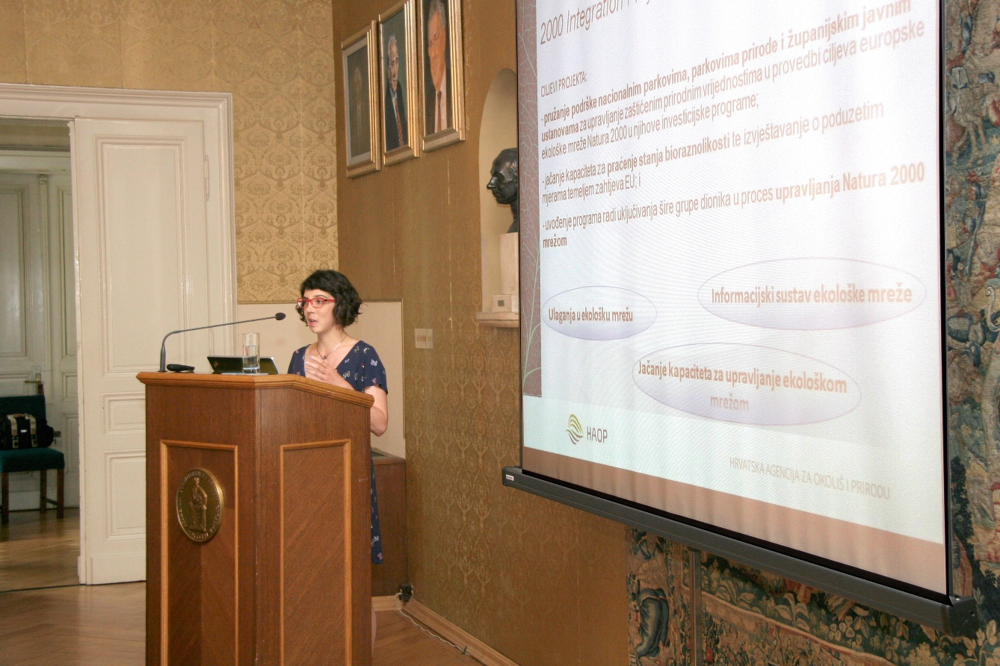 2000 Integration
CILJEVI PROJEKTA:
- pružanje podrške nacionalnim parkovima, parkovima prirode i županijskim javnim
ustanovama za upravljanje zaštićenim prirodnim vrijednostima u provedbi ciljeva europske
ekološke mreže Natura 2000 u njihove investicijske programe;
- jačanje kapaciteta za praćenje stanja bioraznolikosti te izvještavanje o poduzetim
mjerama temeljem zahtjeva EU; i
- uvođenje programa radi uključivanja šire grupe dionika u proces upravljanja Natura 2000
mrežom
Ulaganja u ekološku mrežu
Informacijski sustav ekološke mreže
Jačanje kapaciteta za upravljanje ekološkom
mrežom
HAOP
HRVATSKA AGENCIJA ZA OKOLIŠ I PRIRODU